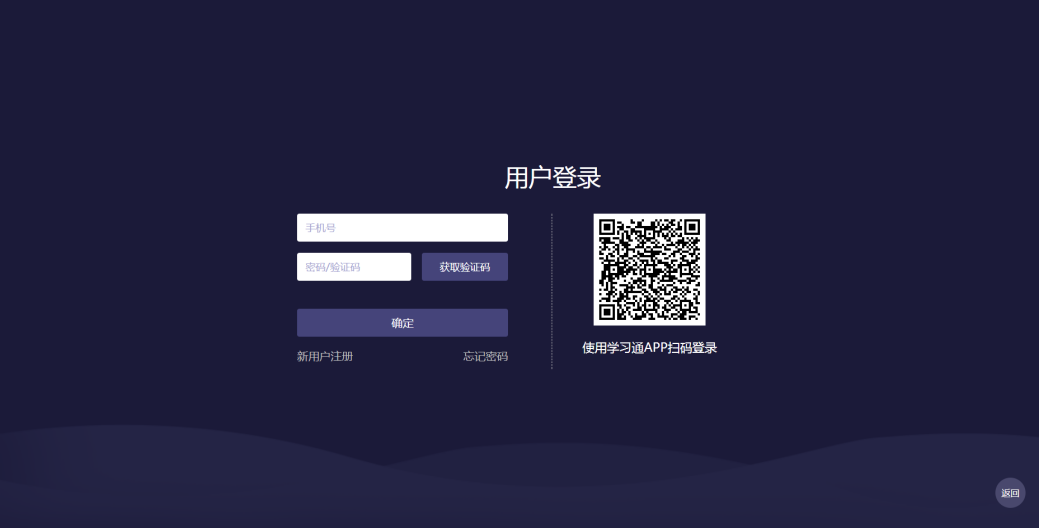 用户登录
手机号
密码/验证码
获取验证码
确定
新用户注册
忘记密码
使用学习通APP扫码登录
返回